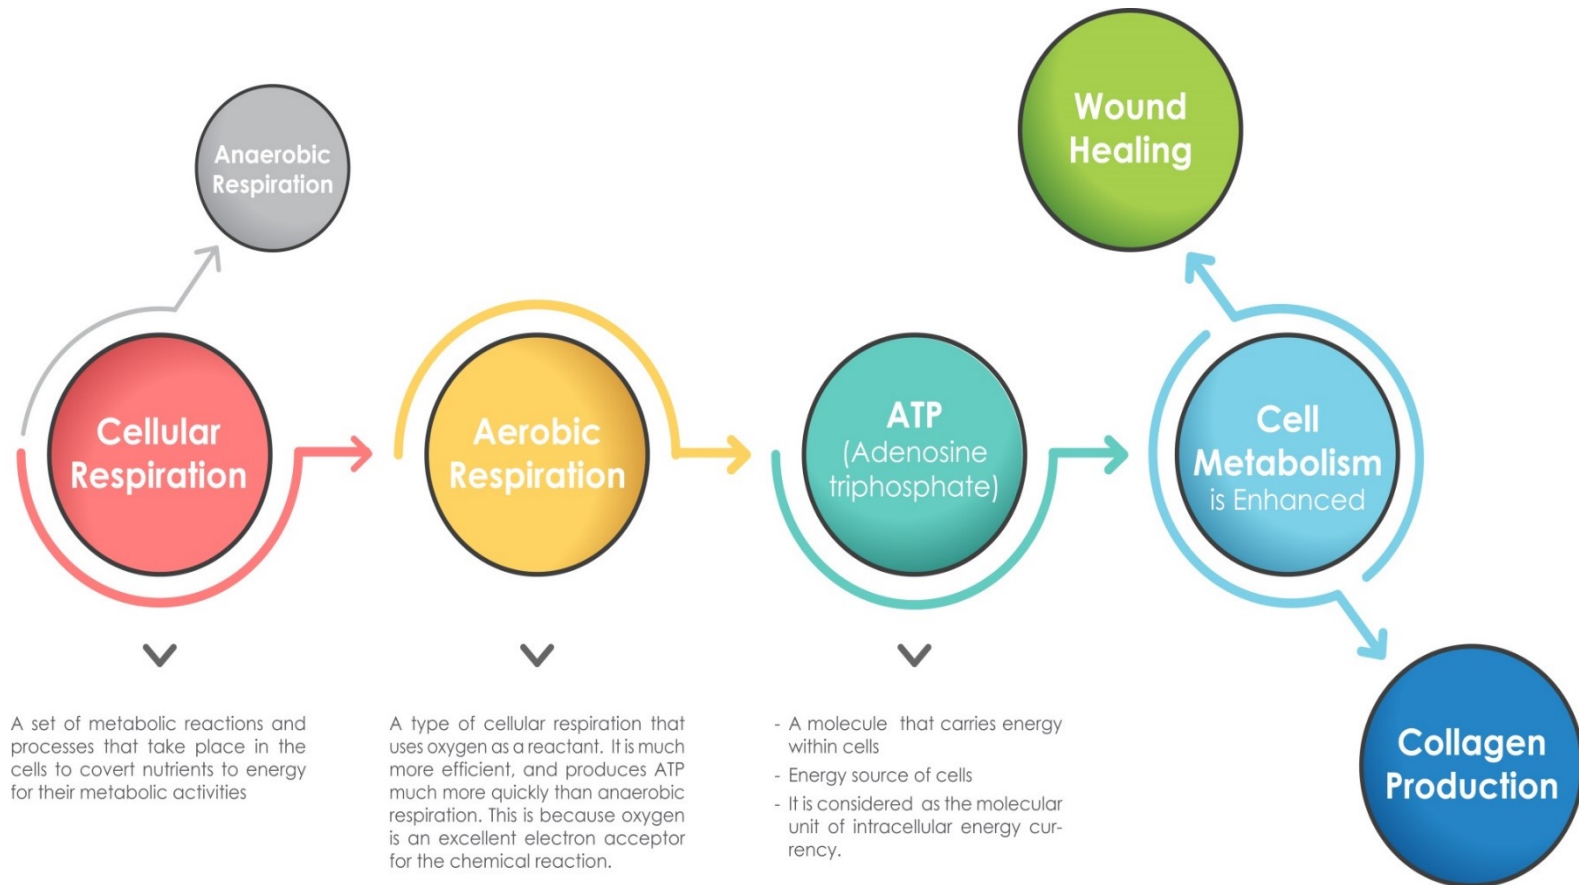 Anaerobic
Respiration
Wound
Healing
Cellular
Respiration
Aerobic
Respiration
ATP
(Adenosine
triphosphate)
Cell
Metabolism
is Enhanced
Collagen
Production
A set of metabolic reactions and
processes that take place in the
cells to covert nutrients to energy
for their metabolic activities
A type of cellular respiration that
uses oxygen as a reactant. It is much
more efficient, and produces ATP
much more quickly than anaerobic
respiration. This is because oxygen
is an excellent electron acceptor
for the chemical reaction.
- A molecule that carries energy
within cells
- Energy source of cells
- It is considered as the molecular
unit of intracellular energy cur-
rency.